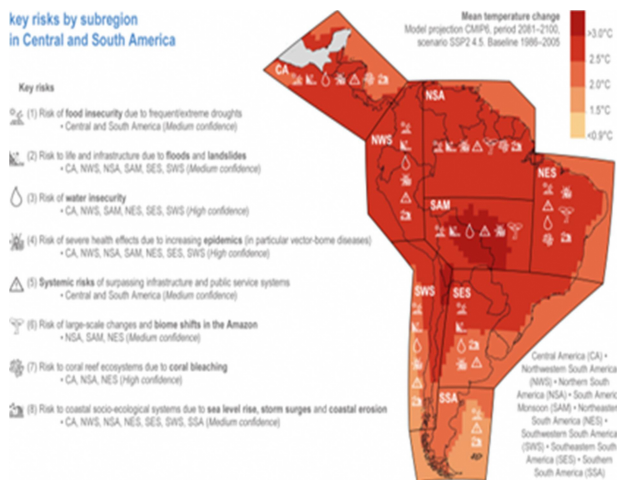 key risks by subregion
in Central and South America
Key risks
(1) Risk of food insecurity due to frequent/extreme droughts
• Central and South America (Medium confidence)
(2) Risk to life and infrastructure due to floods and landslides
• CA, NWS, NSA, SAM, SES, SWS (Medium confidence)
(3) Risk of water insecurity
• CA, NWS, SAM, NES, SES, SWS (High confidence)
(4) Risk of severe health effects due to increasing epidemics (in particular vector-borne diseases)
• CA, NWS, NSA, SAM, NES, SES, SWS (High confidence)
(5) Systemic risks of surpassing infrastructure and public service systems
• Central and South America (Medium confidence)
(6) Risk of large-scale changes and biome shifts in the Amazon
• NSA, SAM, NES (Medium confidence)
(7) Risk to coral reef ecosystems due to coral bleaching
• CA, NSA, NES (High confidence)
(8) Risk to coastal socio-ecological systems due to sea level rise, storm surges and coastal erosion
• CA, NWS, NSA, NES, SES, SWS, SSA (Medium confidence)
Mean temperature change
Model projection CMIP6, period 2081–2100,
scenario SSP2 4.5. Baseline 1986–2005
>3.0°C
2.5°C
2.0°C
1.5°C
<0.9°C
CA
NSA
NWS
NES
SAM
SWS
SES
SSA
Central America (CA) •
Northwestern South America
(NWS) • Northern South
America (NSA) • South America
Monsoon (SAM) • Northeastern
South America (NES) •
Southwestern South America
(SWS) • Southeastern South
America (SES) • Southern
South America (SSA)